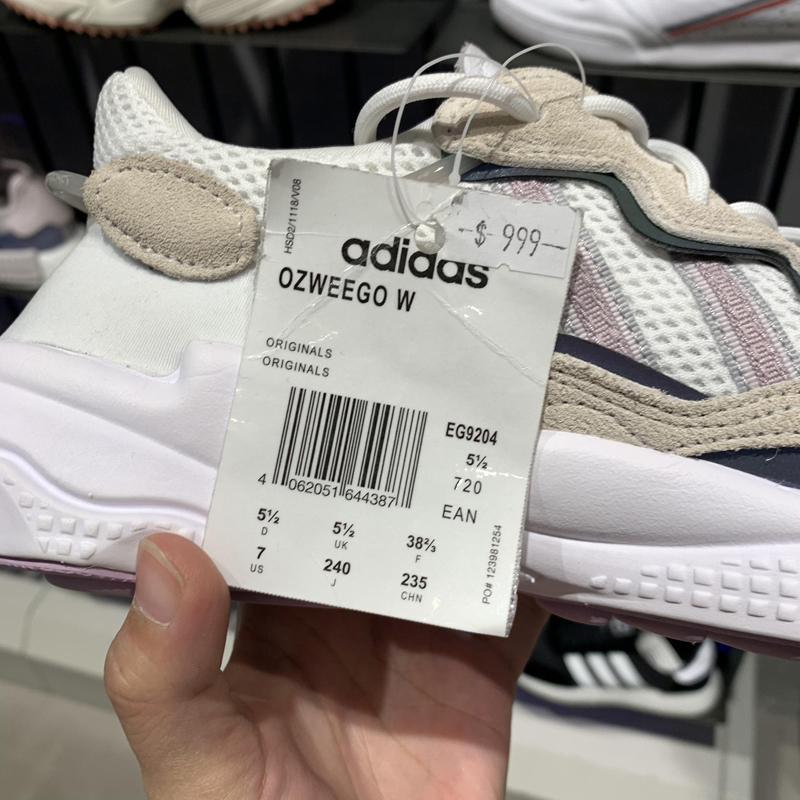 HSD2/1118/V08
-$ 999-
adidas
OZWEEGO W
ORIGINALS
ORIGINALS
EG9204
5½
720
EAN
4 062051 644387
5½ 5½ 38⅔
D UK F
7 240 235
US J CHN
PO# 123981254